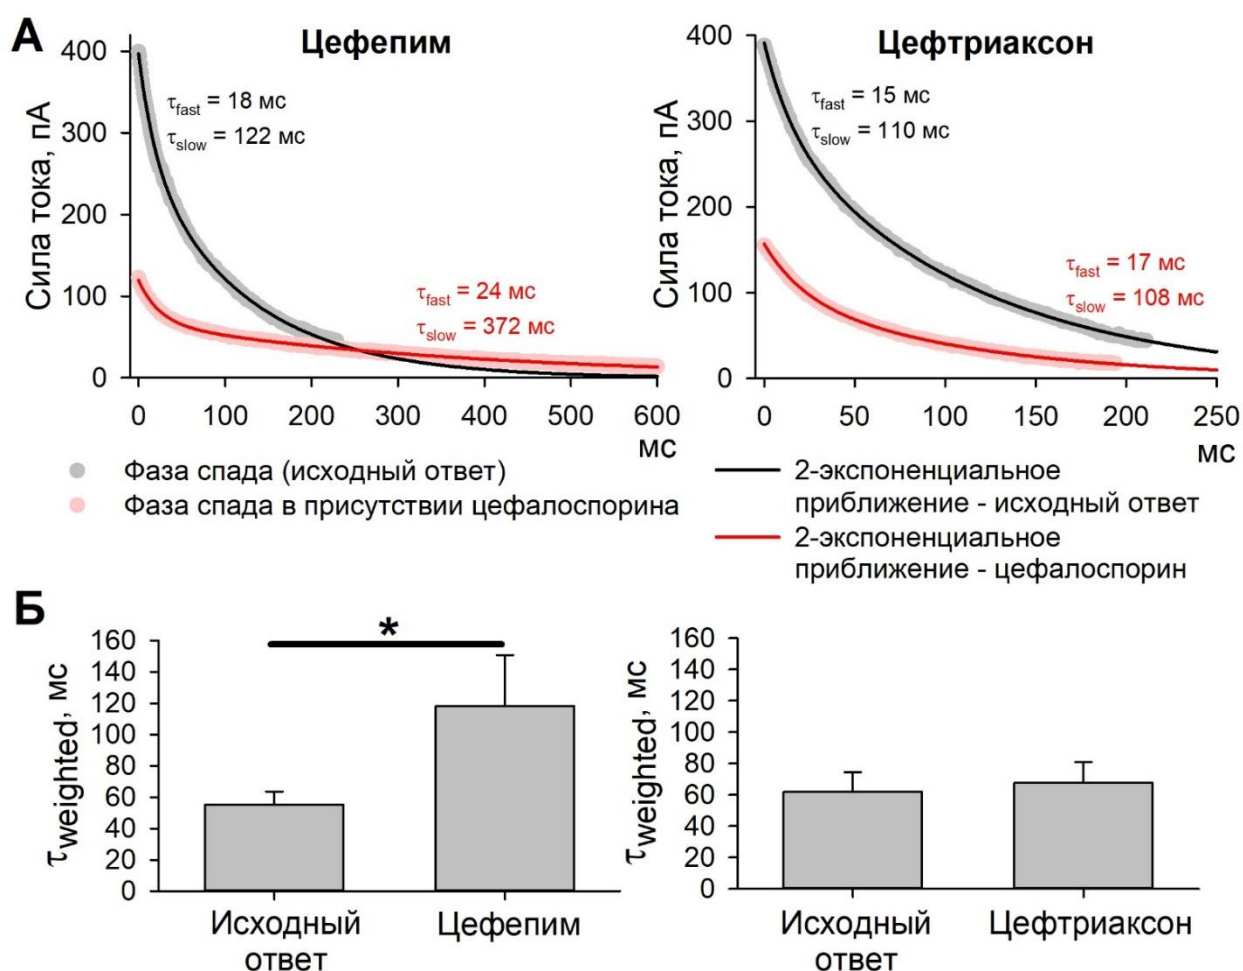 А
Цефепим
Цефтриаксон
Сила тока, пА
400
300
200
100
0
τfast = 18 мс
τslow = 122 мс
τfast = 24 мс
τslow = 372 мс
0 100 200 300 400 500 600
мс
Сила тока, пА
400
300
200
100
0
τfast = 15 мс
τslow = 110 мс
τfast = 17 мс
τslow = 108 мс
0 50 100 150 200 250
мс
Фаза спада (исходный ответ)
Фаза спада в присутствии цефалоспорина
2-экспоненциальное
приближение - исходный ответ
2-экспоненциальное
приближение - цефалоспорин
Б
τweighted, мс
160
140
120
100
80
60
40
20
0
*
Исходный
ответ
Цефепим
τweighted, мс
160
140
120
100
80
60
40
20
0
Исходный
ответ
Цефтриаксон